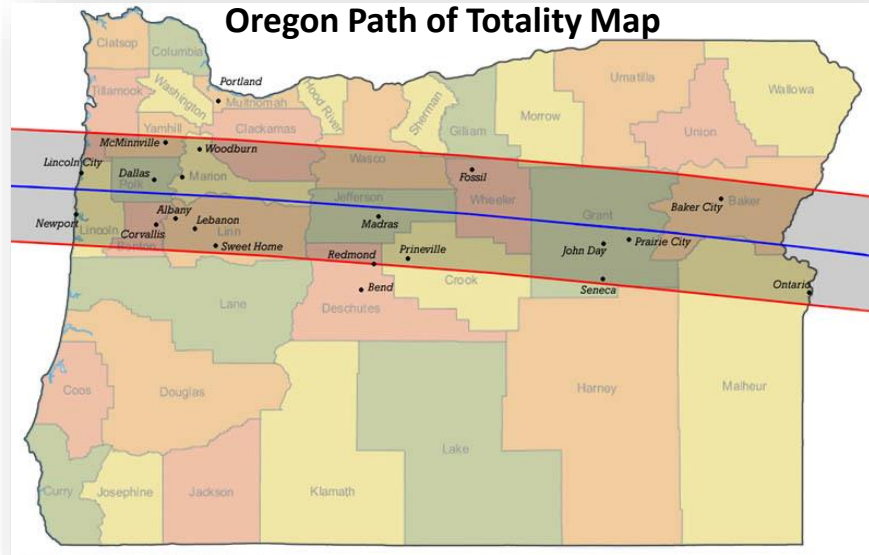 Oregon Path of Totality Map
Clatsop
Columbia
Portland
Tillamook
Washington
Multnomah
Hood River
Sherman
Gilliam
Morrow
Umatilla
Wallowa
Union
Yamhill
Clackamas
McMinnville
Woodburn
Wasco
Lincoln City
Dallas
Polk
Marion
Fossil
Jefferson
Wheeler
Grant
Baker City
Baker
Newport
Lincoln
Albany
Lebanon
Corvallis
Linn
Benton
Sweet Home
Madras
Redmond
Prineville
John Day
Prairie City
Crook
Seneca
Ontario
Bend
Lane
Deschutes
Coos
Douglas
Harney
Malheur
Lake
Curry
Josephine
Jackson
Klamath